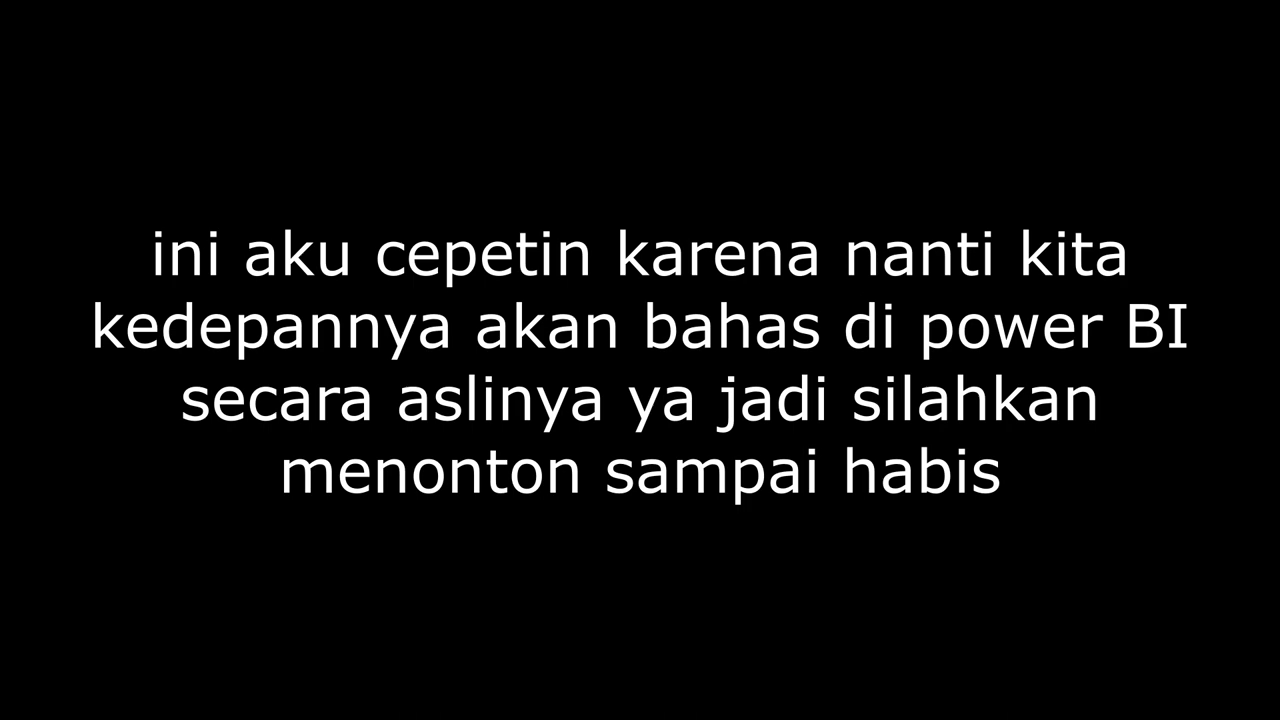 ini aku cepetin karena nanti kita
kedepannya akan bahas di power BI
secara aslinya ya jadi silahkan
menonton sampai habis